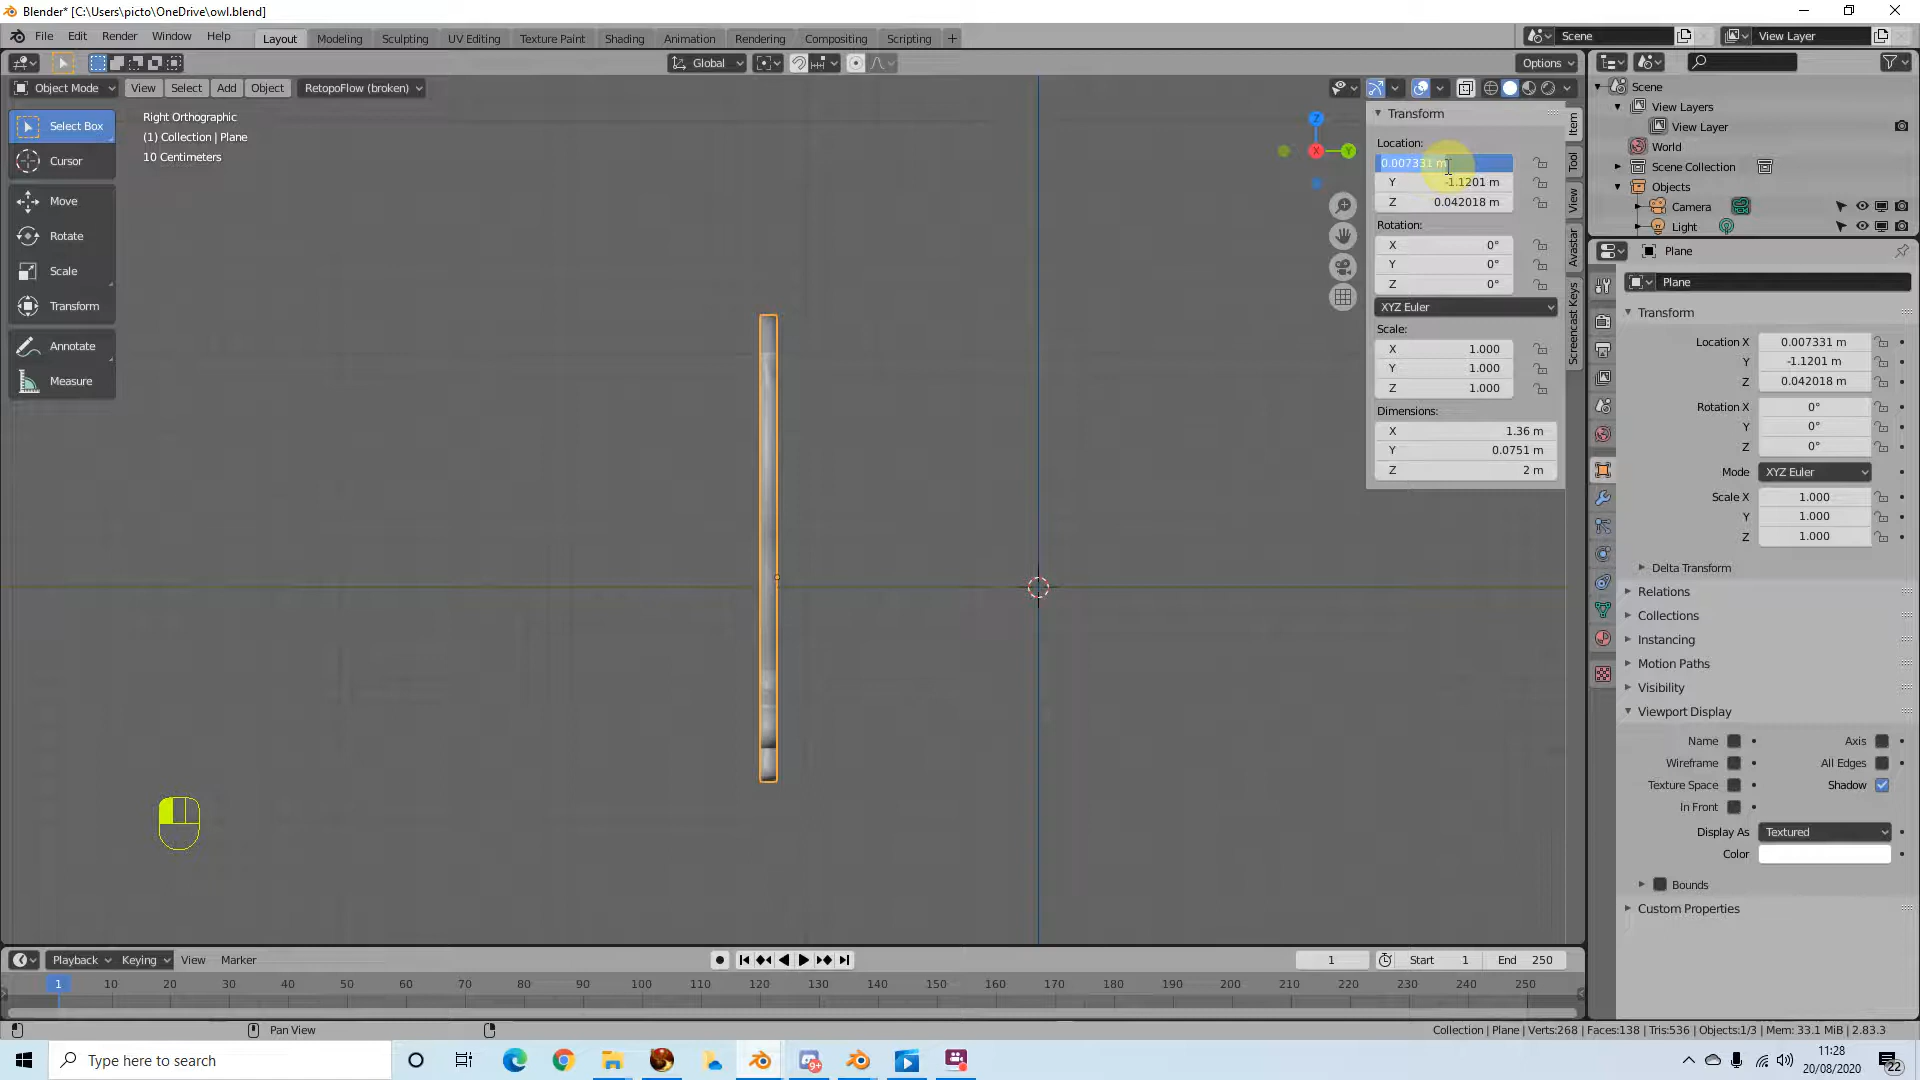 Blender* [C:\Users\picto\OneDrive\owl.blend]
File Edit Render Window Help
Layout Modeling Sculpting UV Editing Texture Paint Shading Animation Rendering Compositing Scripting +
Scene
View Layer
Global
Options
Object Mode View Select Add Object RetopoFlow (broken)
Select Box
Cursor
Move
Rotate
Scale
Transform
Annotate
Measure
Right Orthographic
(1) Collection | Plane
10 Centimeters
Z
X
Y
Transform
Location:
0.007331 m
Y -1.1201 m
Z 0.042018 m
Rotation:
X 0°
Y 0°
Z 0°
XYZ Euler
Scale:
X 1.000
Y 1.000
Z 1.000
Dimensions:
X 1.36 m
Y 0.0751 m
Z 2 m
Item
Tool
View
Avastar
Screencast Keys
Scene
View Layers
View Layer
World
Scene Collection
Objects
Camera
Light
Plane
Plane
Transform
Location X 0.007331 m
Y -1.1201 m
Z 0.042018 m
Rotation X 0°
Y 0°
Z 0°
Mode XYZ Euler
Scale X 1.000
Y 1.000
Z 1.000
Delta Transform
Relations
Collections
Instancing
Motion Paths
Visibility
Viewport Display
Name Axis
Wireframe All Edges
Texture Space Shadow
In Front
Display As Textured
Color
Bounds
Custom Properties
Playback Keying View Marker
1 Start 1 End 250
1 10 20 30 40 50 60 70 80 90 100 110 120 130 140 150 160 170 180 190 200 210 220 230 240 250
Pan View
Collection | Plane | Verts:268 | Faces:138 | Tris:536 | Objects:1/3 | Mem: 33.1 MiB | 2.83.3
Type here to search
9+
11:28
20/08/2020
22